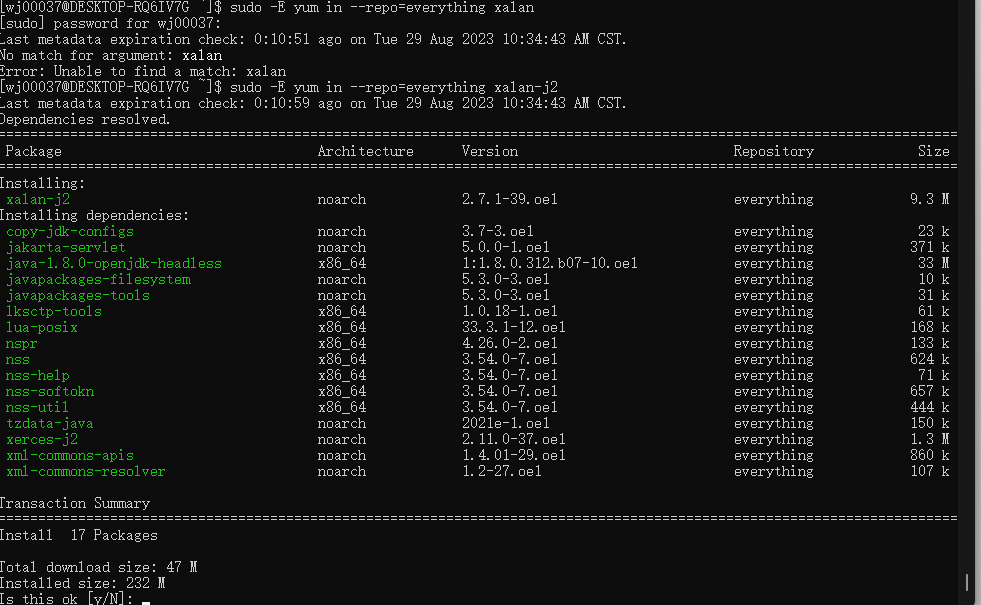 [wj00037@DESKTOP-RQ6IV7G ~]$ sudo -E yum in --repo=everything xalan
[sudo] password for wj00037:
Last metadata expiration check: 0:10:51 ago on Tue 29 Aug 2023 10:34:43 AM CST.
No match for argument: xalan
Error: Unable to find a match: xalan
[wj00037@DESKTOP-RQ6IV7G ~]$ sudo -E yum in --repo=everything xalan-j2
Last metadata expiration check: 0:10:59 ago on Tue 29 Aug 2023 10:34:43 AM CST.
Dependencies resolved.
Package Architecture Version Repository Size
Installing:
xalan-j2 noarch 2.7.1-39.oe1 everything 9.3 M
Installing dependencies:
copy-jdk-configs noarch 3.7-3.oe1 everything 23 k
jakarta-servlet noarch 5.0.0-1.oe1 everything 371 k
java-1.8.0-openjdk-headless x86_64 1:1.8.0.312.b07-10.oe1 everything 33 M
javapackages-filesystem noarch 5.3.0-3.oe1 everything 10 k
javapackages-tools noarch 5.3.0-3.oe1 everything 31 k
lksctp-tools x86_64 1.0.18-1.oe1 everything 61 k
lua-posix x86_64 33.3.1-12.oe1 everything 168 k
nspr x86_64 4.26.0-2.oe1 everything 133 k
nss x86_64 3.54.0-7.oe1 everything 624 k
nss-help x86_64 3.54.0-7.oe1 everything 71 k
nss-softokn x86_64 3.54.0-7.oe1 everything 657 k
nss-util x86_64 3.54.0-7.oe1 everything 444 k
tzdata-java noarch 2021e-1.oe1 everything 150 k
xerces-j2 noarch 2.11.0-37.oe1 everything 1.3 M
xml-commons-apis noarch 1.4.01-29.oe1 everything 860 k
xml-commons-resolver noarch 1.2-27.oe1 everything 107 k
Transaction Summary
Install 17 Packages
Total download size: 47 M
Installed size: 232 M
Is this ok [y/N]: